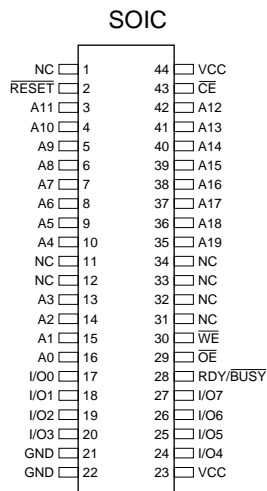 SOIC
NC 1 44 VCC
RESET 2 43 CE
A11 3 42 A12
A10 4 41 A13
A9 5 40 A14
A8 6 39 A15
A7 7 38 A16
A6 8 37 A17
A5 9 36 A18
A4 10 35 A19
NC 11 34 NC
NC 12 33 NC
A3 13 32 NC
A2 14 31 NC
A1 15 30 WE
A0 16 29 OE
I/O0 17 28 RDY/BUSY
I/O1 18 27 I/O7
I/O2 19 26 I/O6
I/O3 20 25 I/O5
GND 21 24 I/O4
GND 22 23 VCC